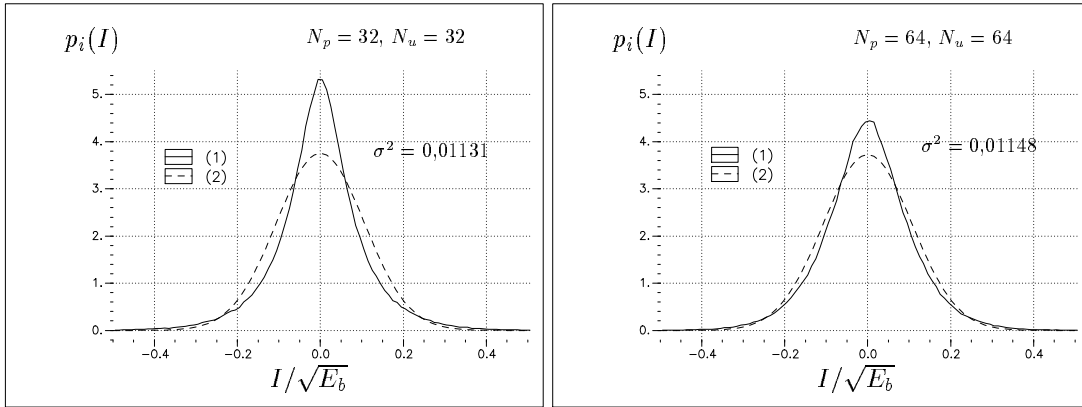 p_i(I)
N_p = 32, N_u = 32
5.
4.
3.
2.
1.
0.
(1)
(2)
σ² = 0,01131
−0.4 −0.2 0.0 0.2 0.4
I/√E_b
p_i(I)
N_p = 64, N_u = 64
5.
4.
3.
2.
1.
0.
(1)
(2)
σ² = 0,01148
−0.4 −0.2 0.0 0.2 0.4
I/√E_b